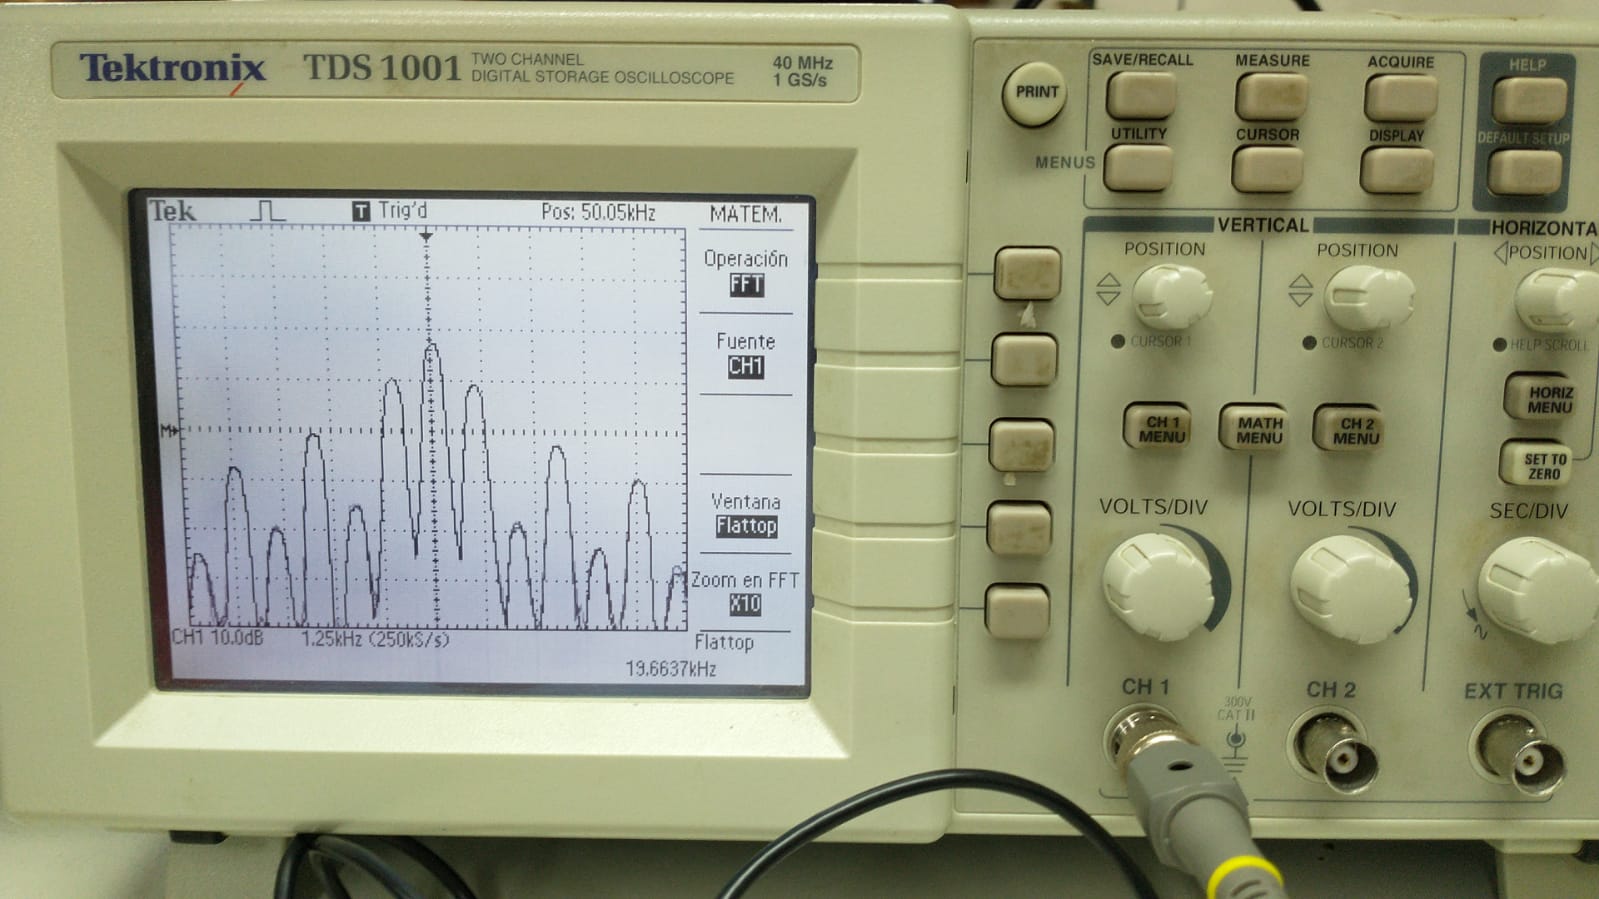 Tektronix TDS 1001 TWO CHANNEL DIGITAL STORAGE OSCILLOSCOPE 40 MHz 1 GS/s
Tek T Trig'd Pos: 50.05kHz MATEM.
Operación
FFT
Fuente
CH1
M
Ventana
Flattop
Zoom en FFT
X10
CH1 10.0dB 1.25kHz (250kS/s) Flattop
19.6637kHz
PRINT
SAVE/RECALL MEASURE ACQUIRE HELP
UTILITY CURSOR DISPLAY DEFAULT SETUP
MENUS
VERTICAL HORIZONTA
POSITION POSITION POSITION
CURSOR 1 CURSOR 2 HELP SCROLL
HORIZ
MENU
CH 1
MENU
MATH
MENU
CH 2
MENU
SET TO
ZERO
VOLTS/DIV VOLTS/DIV SEC/DIV
CH 1 CH 2 EXT TRIG
300V
CAT II